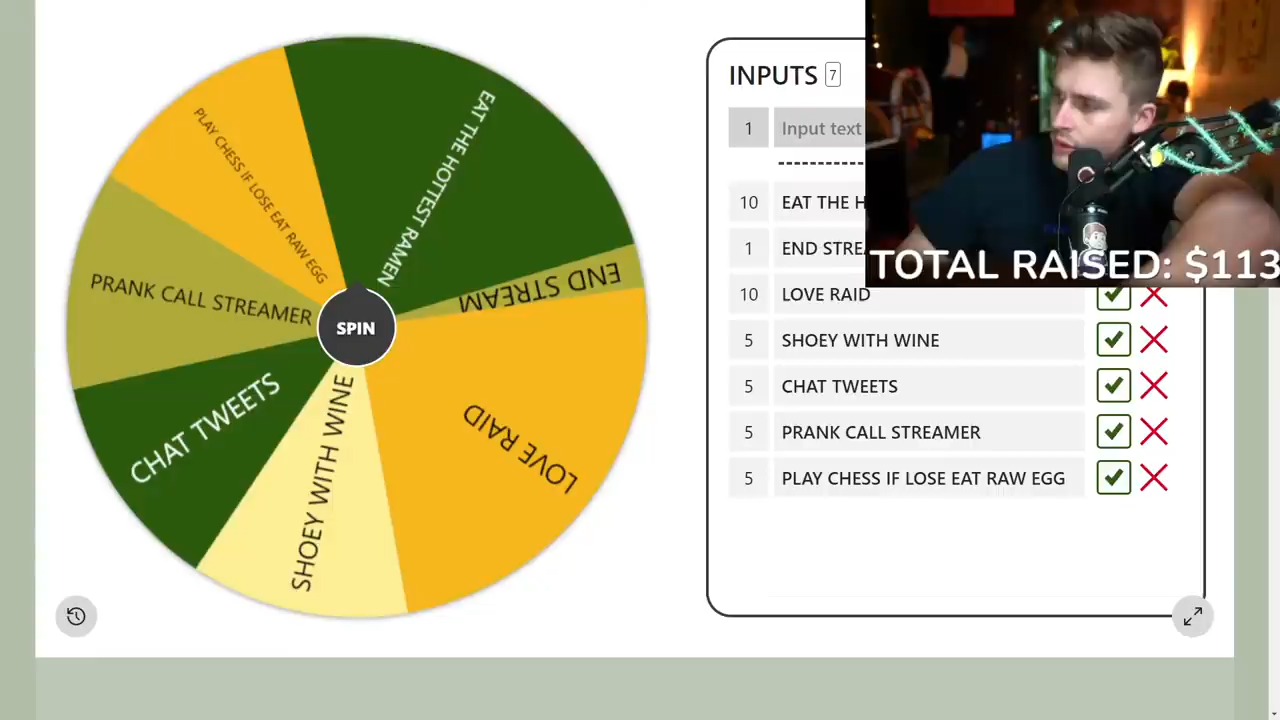 PLAY CHESS IF LOSE EAT RAW EGG
EAT THE HOTTEST RAMEN
END STREAM
PRANK CALL STREAMER
SPIN
CHAT TWEETS
SHOEY WITH WINE
LOVE RAID
INPUTS 7
1 Input text
10 EAT THE H
1 END STREA
10 LOVE RAID
5 SHOEY WITH WINE
5 CHAT TWEETS
5 PRANK CALL STREAMER
5 PLAY CHESS IF LOSE EAT RAW EGG
TOTAL RAISED: $113